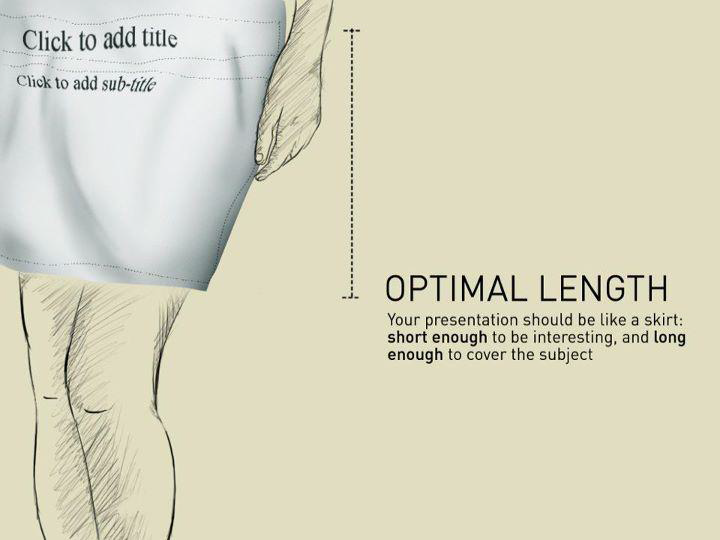 Click to add title
Click to add sub-title
OPTIMAL LENGTH
Your presentation should be like a skirt:
short enough to be interesting, and long
enough to cover the subject